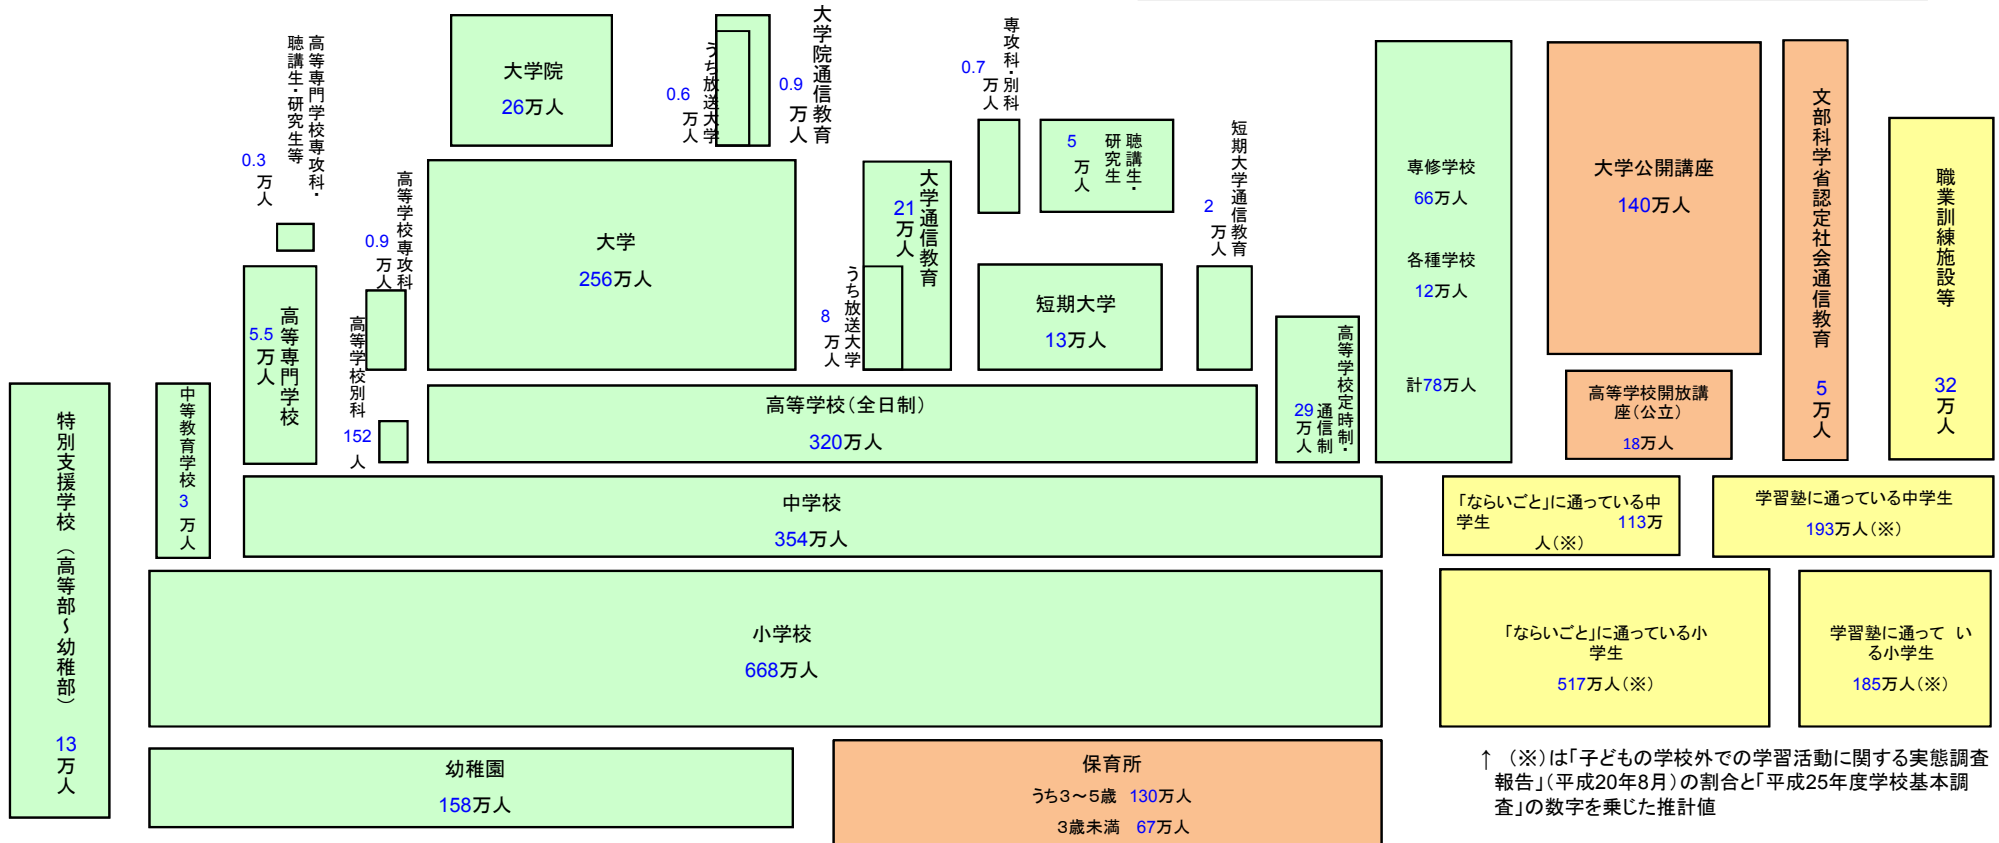 高等専門学校専攻科・
聴講生・研究生等
0.3
万人
大学院
26万人
うち放送大学
0.6
万人
大学院通信教育
0.9
万人
専攻科・別科
0.7
万人
聴講生・
研究生
5
万人
短期大学通信教育
2
万人
専修学校
66万人
各種学校
12万人
計78万人
大学公開講座
140万人
文部科学省認定社会通信教育
5
万人
職業訓練施設等
32
万人
高等学校専攻科
0.9
万人
大学
256万人
大学通信教育
21
万人
うち放送大学
8
万人
短期大学
13万人
高等専門学校
5.5
万人
高等学校別科
152
人
高等学校(全日制)
320万人
高等学校定時制・
通信制
29
万人
高等学校開放講
座(公立)
18万人
特別支援学校 (高等部~幼稚部)
13
万人
中等教育学校
3
万人
中学校
354万人
「ならいごと」に通っている中
学生 113万
人(※)
学習塾に通っている中学生
193万人(※)
小学校
668万人
「ならいごと」に通っている小
学生
517万人(※)
学習塾に通って い
る小学生
185万人(※)
幼稚園
158万人
保育所
うち3~5歳 130万人
3歳未満 67万人
↑ (※)は「子どもの学校外での学習活動に関する実態調査
報告」(平成20年8月)の割合と「平成25年度学校基本調
査」の数字を乗じた推計値